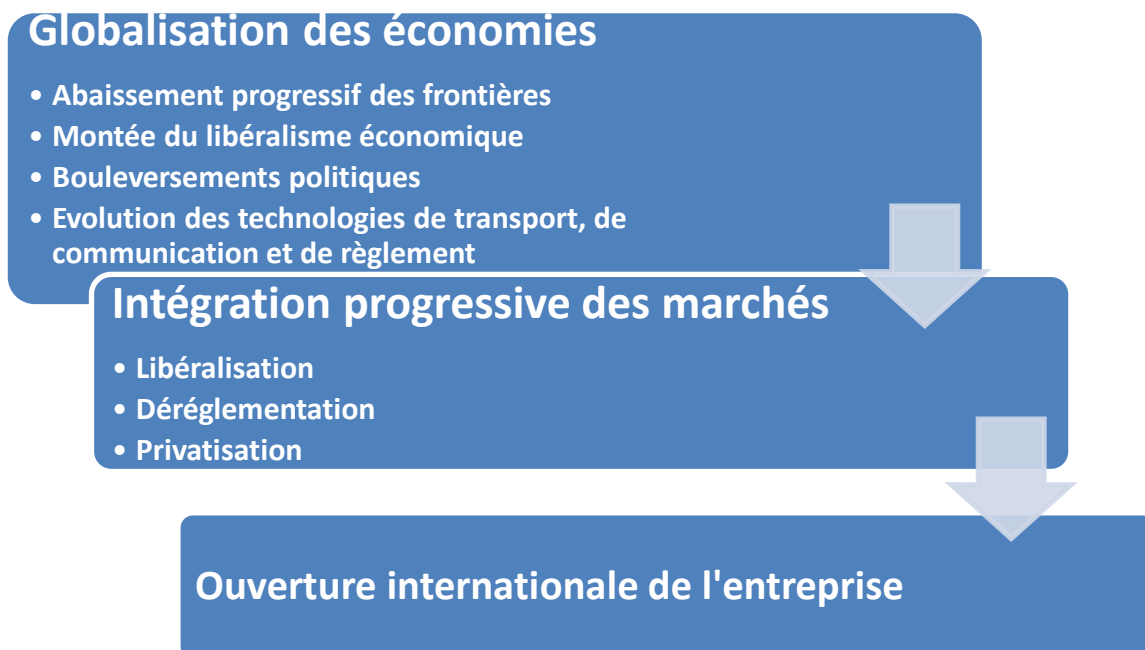 Globalisation des économies
• Abaissement progressif des frontières
• Montée du libéralisme économique
• Bouleversements politiques
• Evolution des technologies de transport, de
communication et de règlement
Intégration progressive des marchés
• Libéralisation
• Déréglementation
• Privatisation
Ouverture internationale de l'entreprise